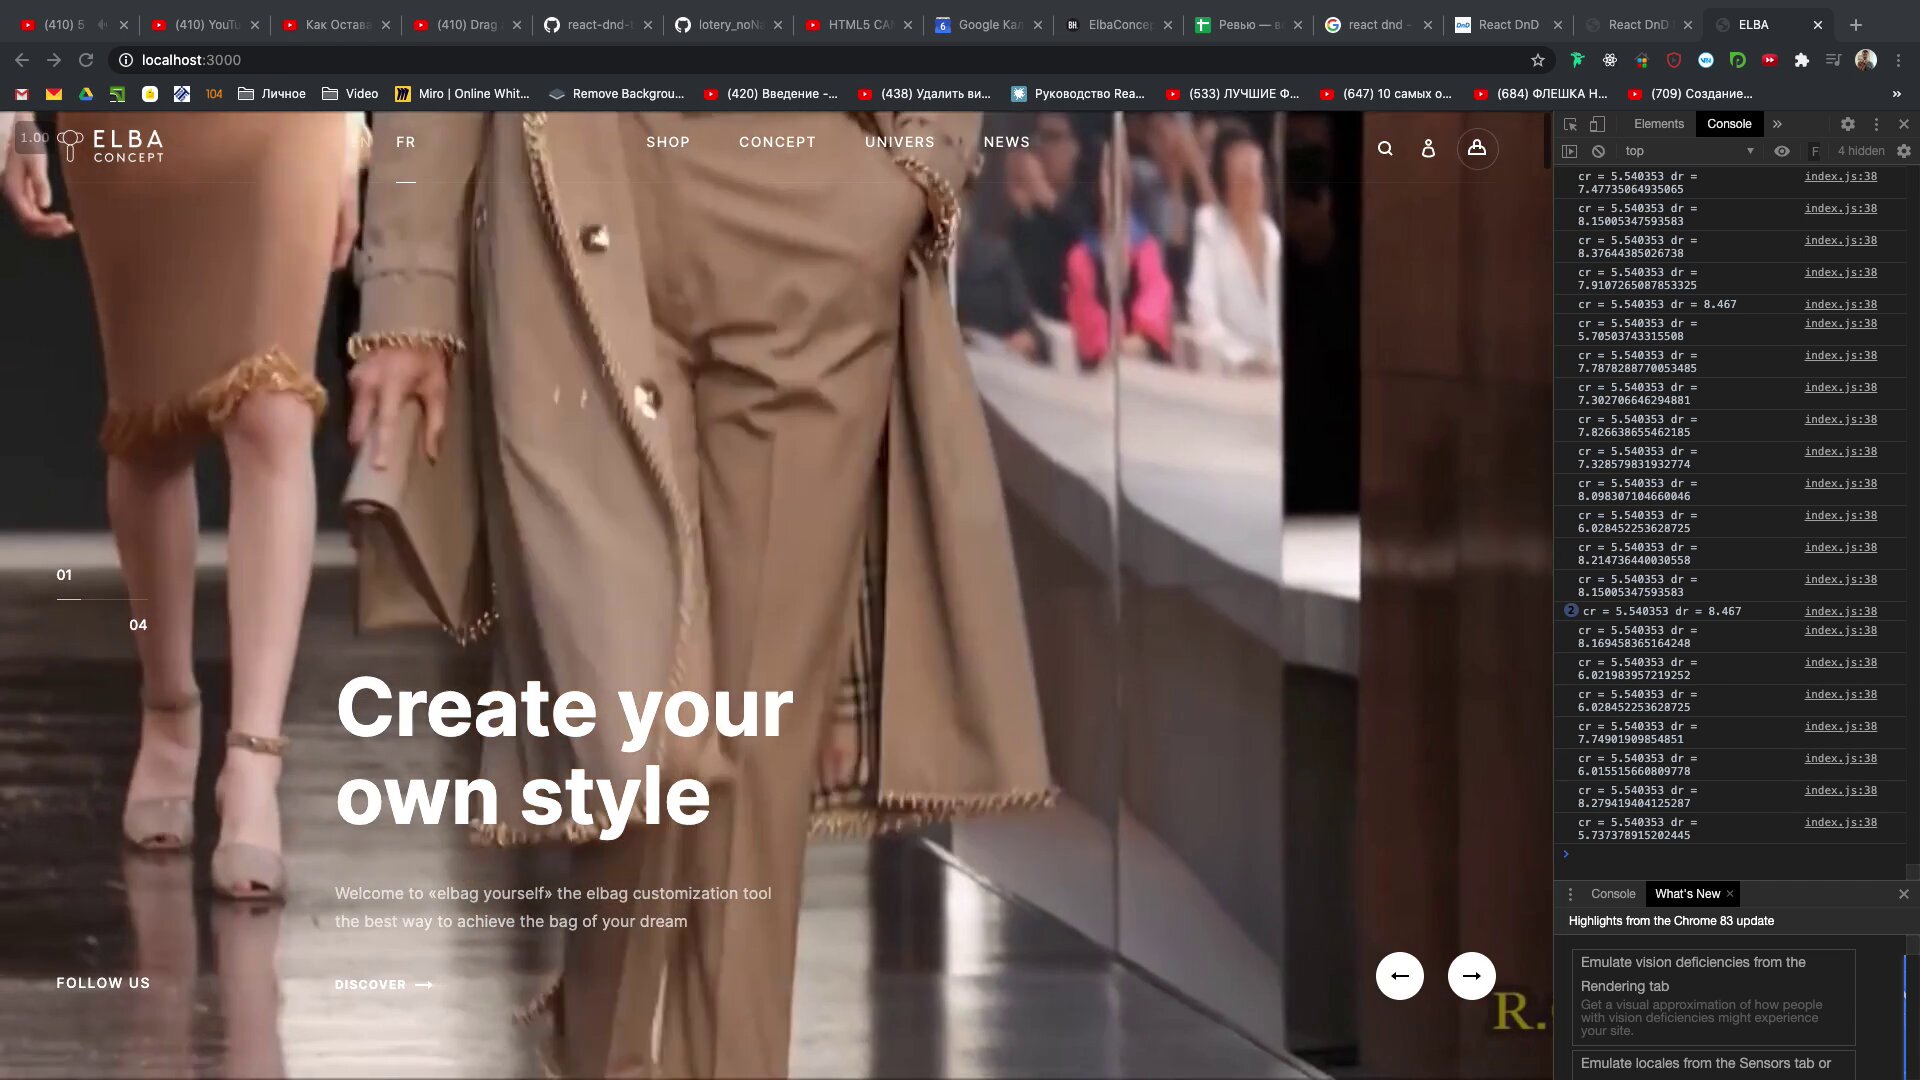 (410) 5
(410) YouTu
Как Остава
(410) Drag
react-dnd-t
lotery_noNa
HTML5 CAN
Google Кал
ElbaConcep
Ревью — в
react dnd -
React DnD
React DnD
ELBA
localhost:3000
104
Личное
Video
Miro | Online Whit...
Remove Backgrou...
(420) Введение -...
(438) Удалить ви...
Руководство Rea...
(533) ЛУЧШИЕ Ф...
(647) 10 самых о...
(684) ФЛЕШКА Н...
(709) Создание...
»
1.00
ELBA
CONCEPT
EN
FR
SHOP
CONCEPT
UNIVERS
NEWS
01
04
Create your
own style
Welcome to «elbag yourself» the elbag customization tool
the best way to achieve the bag of your dream
FOLLOW US
DISCOVER
R.
Elements
Console
»
top
F
4 hidden
cr = 5.540353 dr = index.js:38
7.47735064935065
cr = 5.540353 dr = index.js:38
8.15005347593583
cr = 5.540353 dr = index.js:38
8.37644385026738
cr = 5.540353 dr = index.js:38
7.9107265087853325
cr = 5.540353 dr = 8.467 index.js:38
cr = 5.540353 dr = index.js:38
5.70503743315508
cr = 5.540353 dr = index.js:38
7.7878288770053485
cr = 5.540353 dr = index.js:38
7.302706646294881
cr = 5.540353 dr = index.js:38
7.826638655462185
cr = 5.540353 dr = index.js:38
7.328579831932774
cr = 5.540353 dr = index.js:38
8.098307104660046
cr = 5.540353 dr = index.js:38
6.028452253628725
cr = 5.540353 dr = index.js:38
8.214736440030558
cr = 5.540353 dr = index.js:38
8.15005347593583
2 cr = 5.540353 dr = 8.467 index.js:38
cr = 5.540353 dr = index.js:38
8.169458365164248
cr = 5.540353 dr = index.js:38
6.021983957219252
cr = 5.540353 dr = index.js:38
6.028452253628725
cr = 5.540353 dr = index.js:38
7.74901909854851
cr = 5.540353 dr = index.js:38
6.015515660809778
cr = 5.540353 dr = index.js:38
8.279419404125287
cr = 5.540353 dr = index.js:38
5.737378915202445
Console
What's New
Highlights from the Chrome 83 update
Emulate vision deficiencies from the
Rendering tab
Get a visual approximation of how people
with vision deficiencies might experience
your site.
Emulate locales from the Sensors tab or